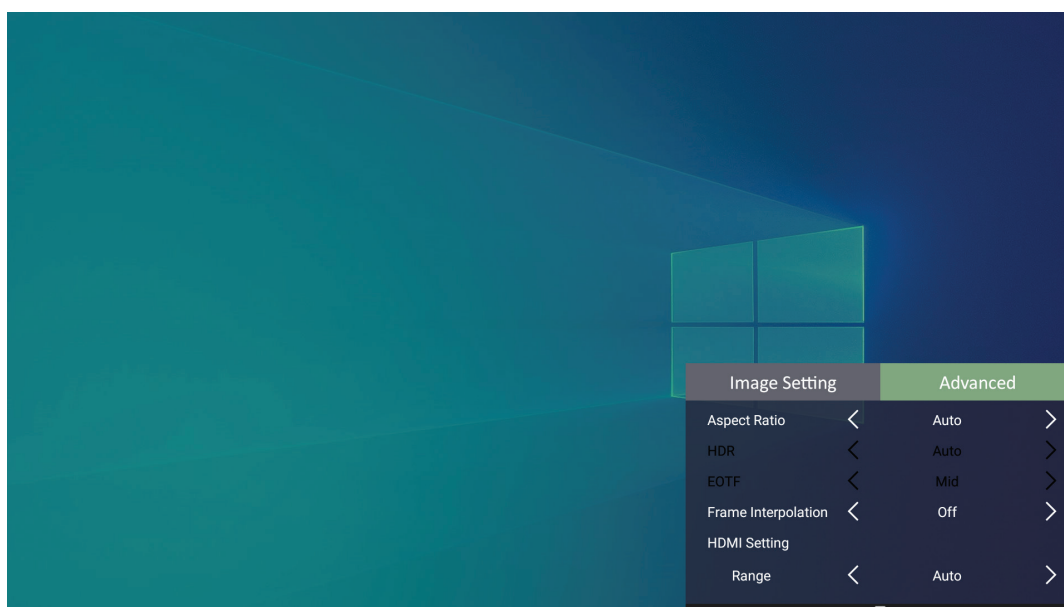 Image Setting Advanced
Aspect Ratio Auto
HDR Auto
EOTF Mid
Frame Interpolation Off
HDMI Setting
Range Auto